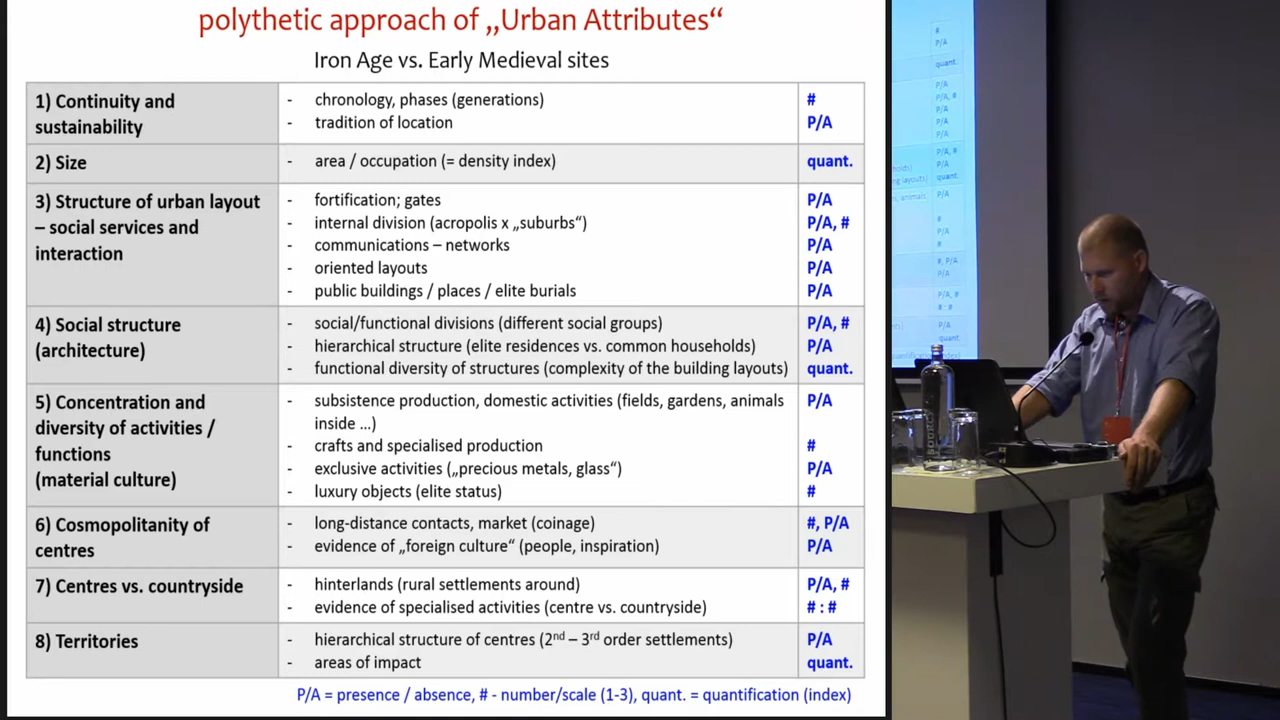 polythetic approach of „Urban Attributes“
Iron Age vs. Early Medieval sites
1) Continuity and
sustainability
- chronology, phases (generations) #
- tradition of location P/A
2) Size
- area / occupation (= density index) quant.
3) Structure of urban layout
– social services and
interaction
- fortification; gates P/A
- internal division (acropolis x „suburbs“) P/A, #
- communications – networks P/A
- oriented layouts P/A
- public buildings / places / elite burials P/A
4) Social structure
(architecture)
- social/functional divisions (different social groups) P/A, #
- hierarchical structure (elite residences vs. common households) P/A
- functional diversity of structures (complexity of the building layouts) quant.
5) Concentration and
diversity of activities /
functions
(material culture)
- subsistence production, domestic activities (fields, gardens, animals P/A
inside ...)
- crafts and specialised production #
- exclusive activities („precious metals, glass“) P/A
- luxury objects (elite status) #
6) Cosmopolitanity of
centres
- long-distance contacts, market (coinage) #, P/A
- evidence of „foreign culture“ (people, inspiration) P/A
7) Centres vs. countryside
- hinterlands (rural settlements around) P/A, #
- evidence of specialised activities (centre vs. countryside) # : #
8) Territories
- hierarchical structure of centres (2nd – 3rd order settlements) P/A
- areas of impact quant.
P/A = presence / absence, # - number/scale (1-3), quant. = quantification (index)
#
P/A
quant.
P/A
P/A, #
P/A
P/A
P/A
P/A, #
P/A
quant.
P/A
#
P/A
#
#, P/A
P/A
P/A, #
# : #
P/A
quant.